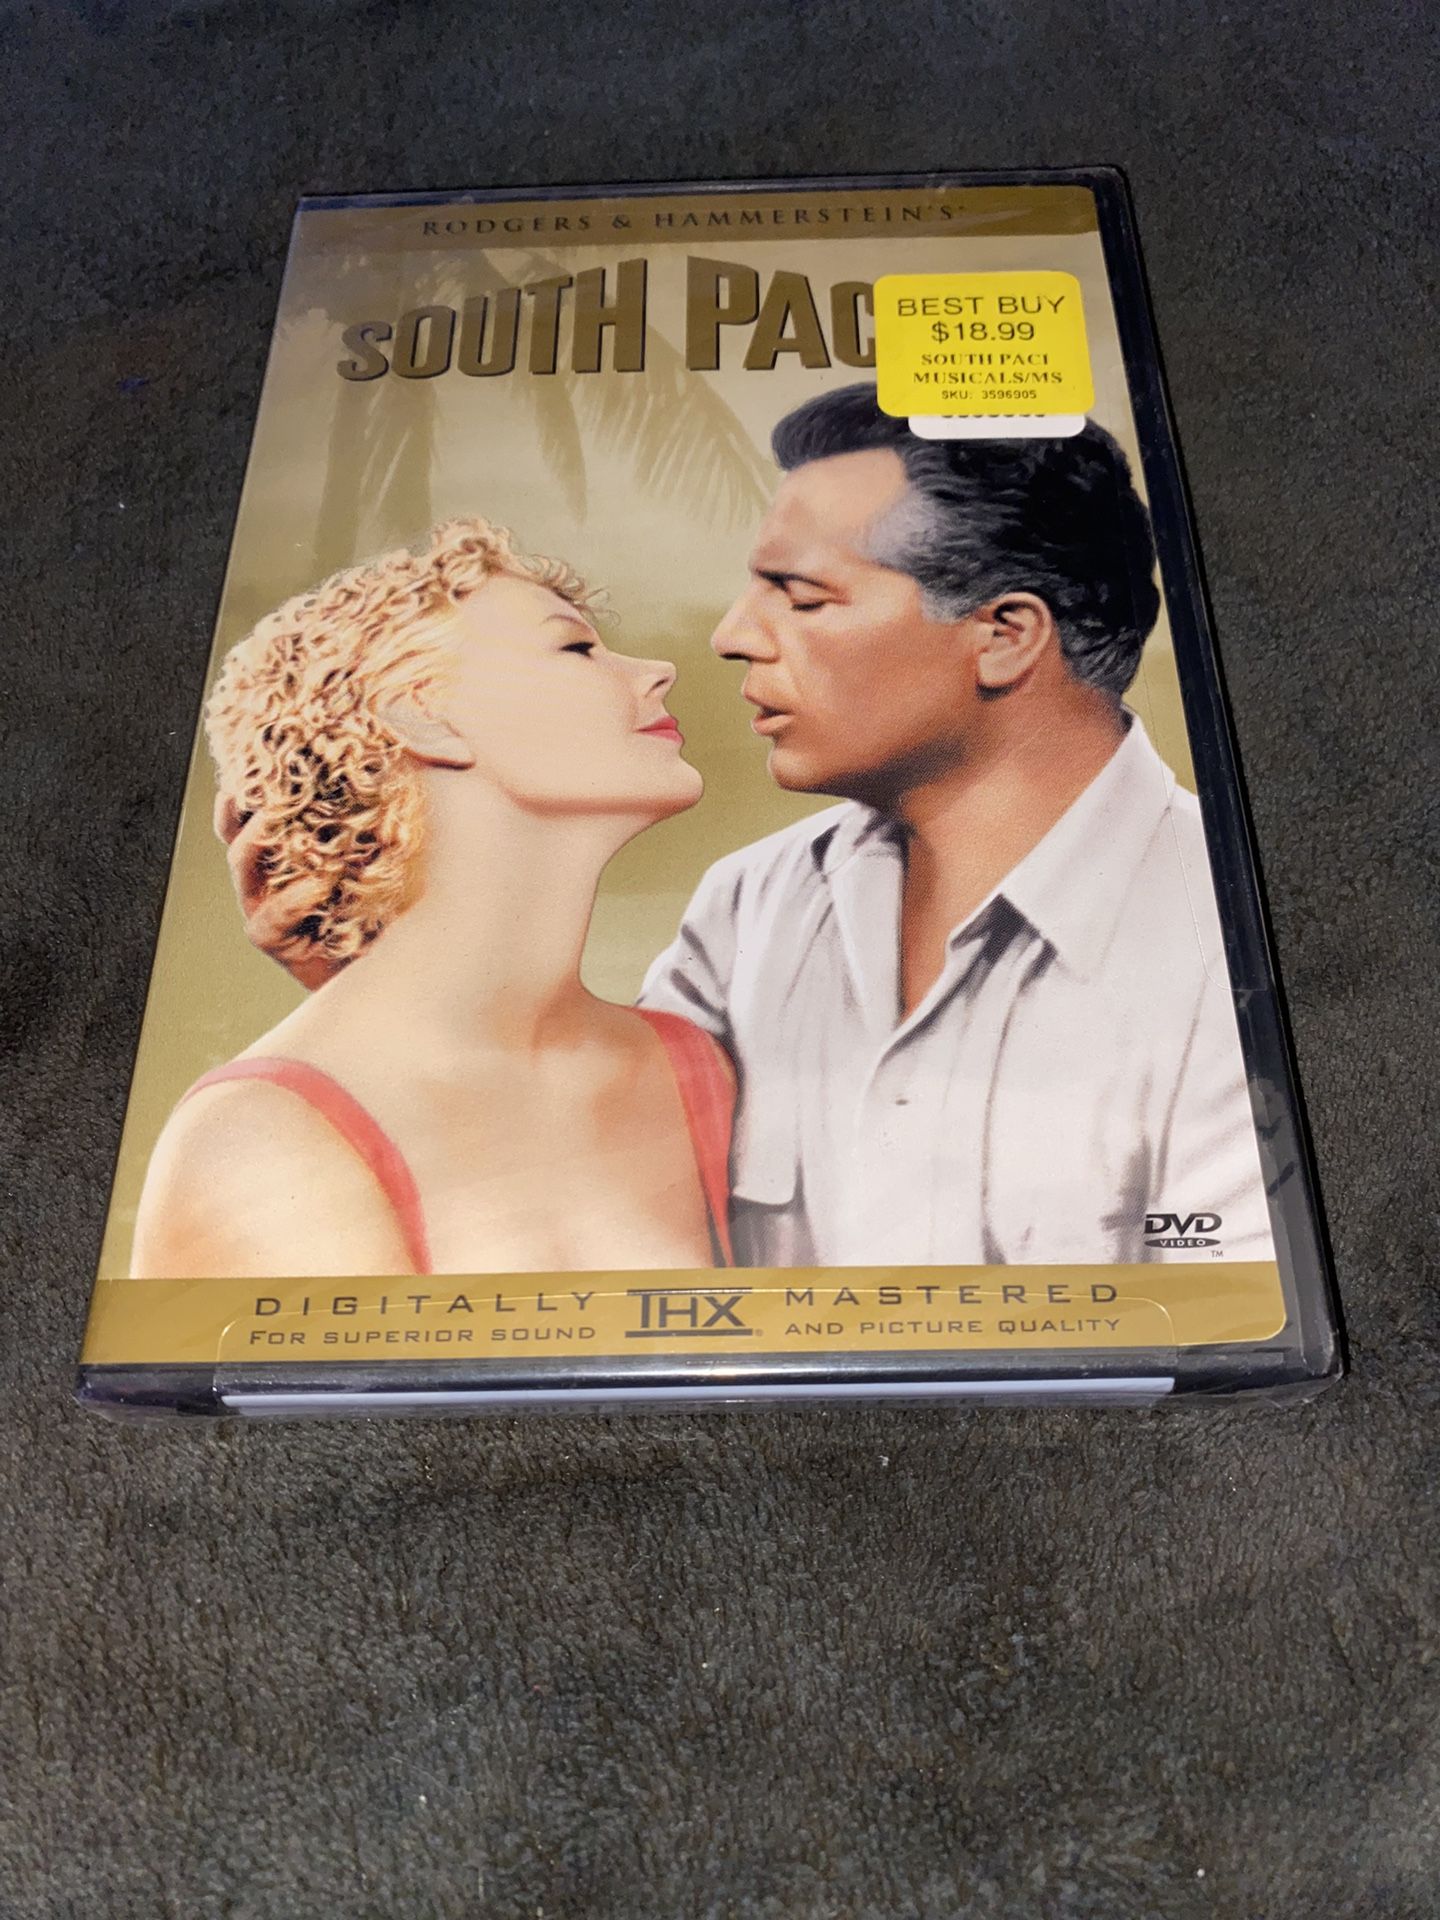 RODGERS & HAMMERSTEIN'S
SOUTH PAC
BEST BUY
$18.99
SOUTH PACI
MUSICALS/MS
SKU: 3596905
DVD
VIDEO
TM
DIGITALLY THX MASTERED
FOR SUPERIOR SOUND AND PICTURE QUALITY